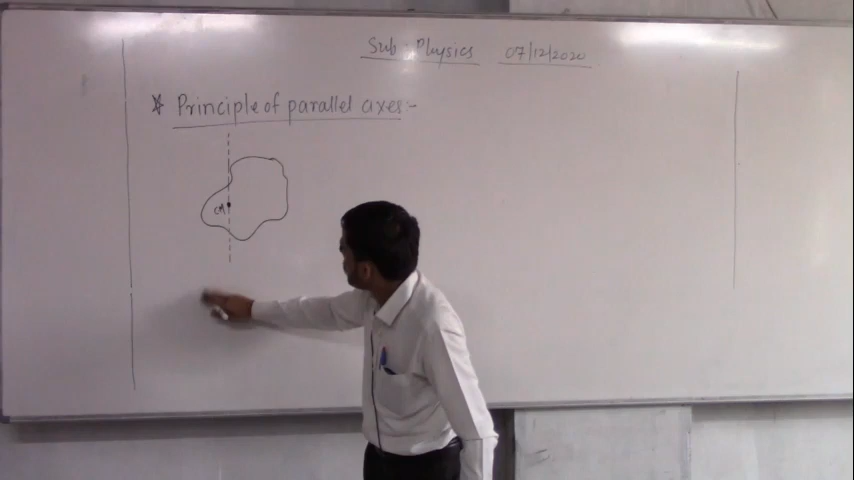 Sub : Physics 07/12/2020
* Principle of parallel axes:-
CM